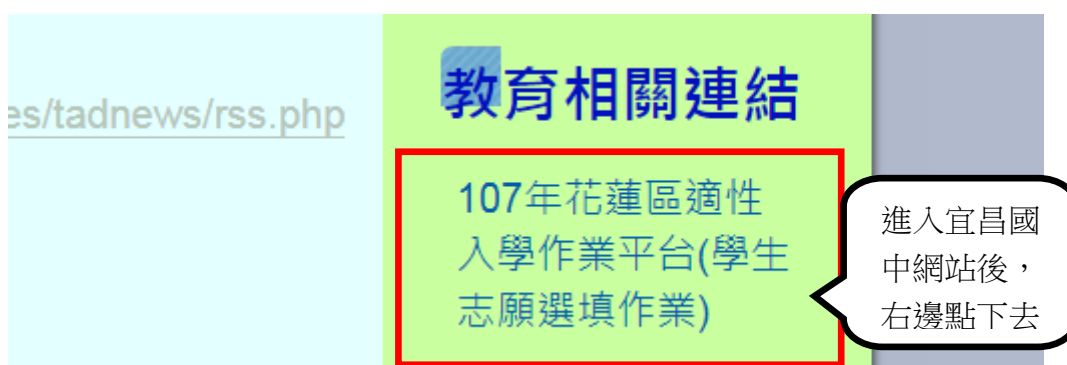 es/tadnews/rss.php
教育相關連結
107年花蓮區適性
入學作業平台(學生
志願選填作業)
進入宜昌國
中網站後，
右邊點下去